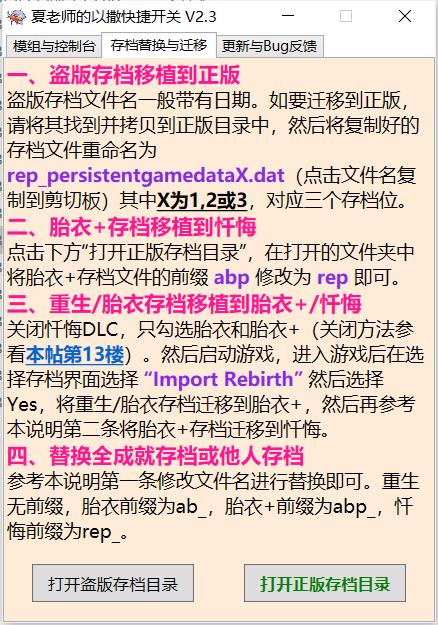 夏老师的以撒快捷开关 V2.3
模组与控制台 存档替换与迁移 更新与Bug反馈
一、盗版存档移植到正版
盗版存档文件名一般带有日期。如要迁移到正版，
请将其找到并拷贝到正版目录中，然后将复制好的
存档文件重命名为
rep_persistentgamedataX.dat（点击文件名复
制到剪切板）其中X为1,2或3，对应三个存档位。
二、胎衣+存档移植到忏悔
点击下方“打开正版存档目录”，在打开的文件夹中
将胎衣+存档文件的前缀 abp 修改为 rep 即可。
三、重生/胎衣存档移植到胎衣+/忏悔
关闭忏悔DLC，只勾选胎衣和胎衣+（关闭方法参
看本帖第13楼）。然后启动游戏，进入游戏后在选
择存档界面选择 “Import Rebirth” 然后选择
Yes，将重生/胎衣存档迁移到胎衣+，然后再参考
本说明第二条将胎衣+存档迁移到忏悔。
四、替换全成就存档或他人存档
参考本说明第一条修改文件名进行替换即可。重生
无前缀，胎衣前缀为ab_，胎衣+前缀为abp_，忏
悔前缀为rep_。
打开盗版存档目录 打开正版存档目录